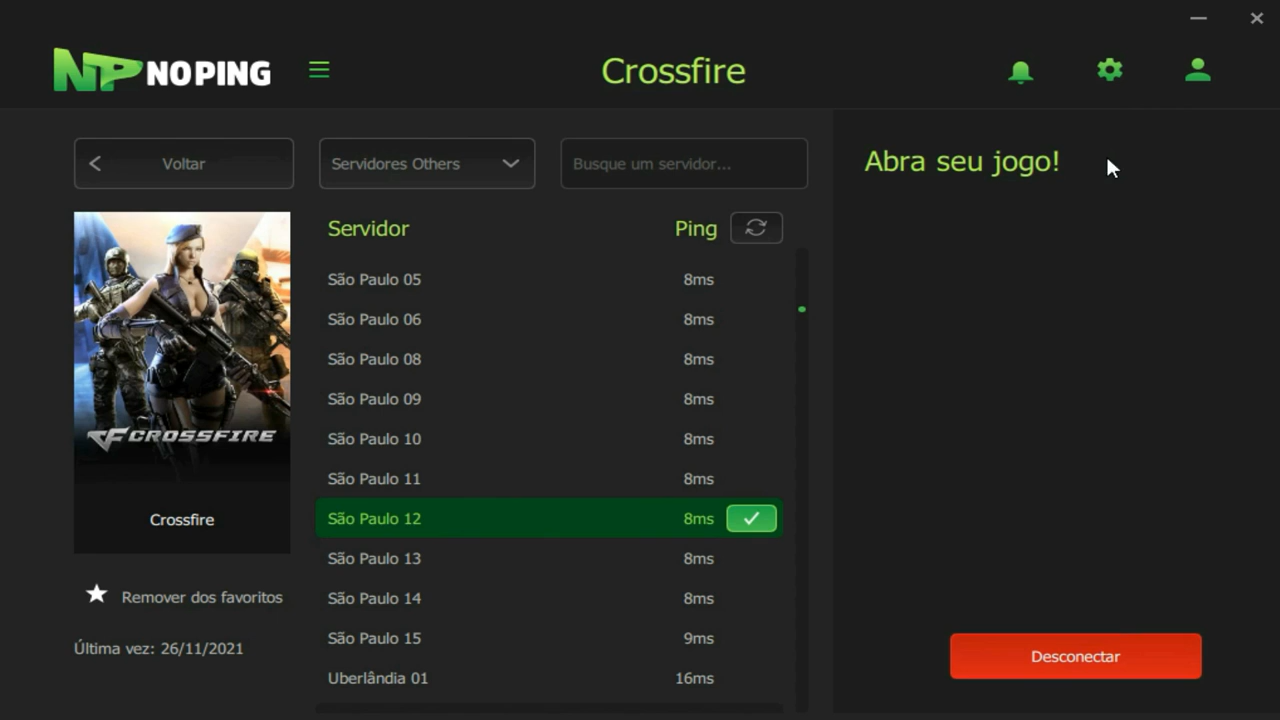 NP NOPING
Crossfire
Voltar
Servidores Others
Busque um servidor...
Abra seu jogo!
Servidor Ping
São Paulo 05 8ms
São Paulo 06 8ms
São Paulo 08 8ms
São Paulo 09 8ms
São Paulo 10 8ms
São Paulo 11 8ms
São Paulo 12 8ms
São Paulo 13 8ms
São Paulo 14 8ms
São Paulo 15 9ms
Uberlândia 01 16ms
CF CROSSFIRE
Crossfire
Remover dos favoritos
Última vez: 26/11/2021
Desconectar